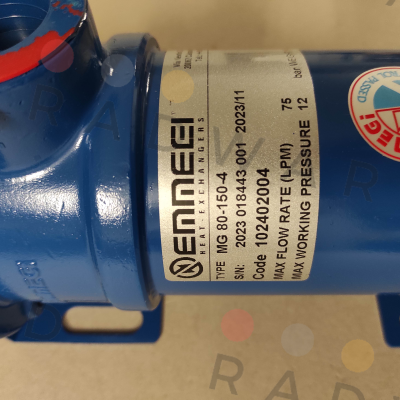 EMMEGI
HEAT-EXCHANGERS
TYPE MG 80-150-4
S/N: 2023 018443 001 2023/11
Code 102402004
MAX FLOW RATE (LPM) 75
MAX WORKING PRESSURE 12 bar